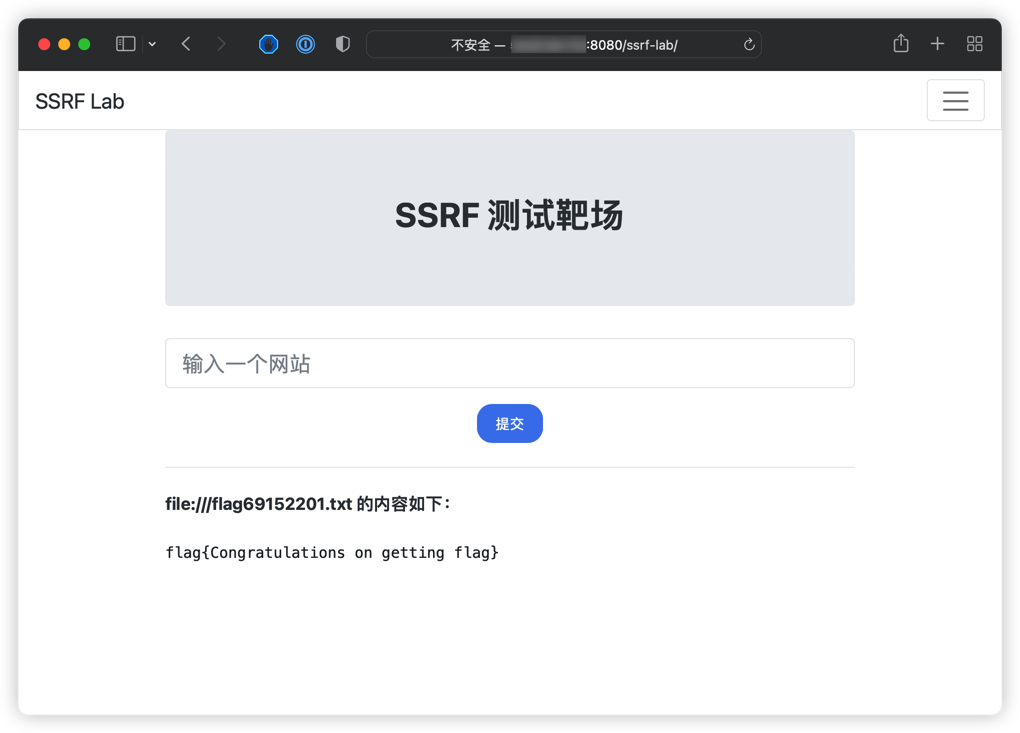 不安全 — :8080/ssrf-lab/
SSRF Lab
SSRF 测试靶场
输入一个网站
提交
file:///flag69152201.txt 的内容如下：
flag{Congratulations on getting flag}